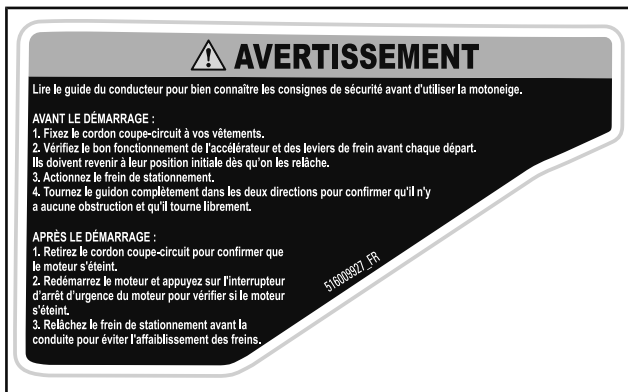 AVERTISSEMENT
Lire le guide du conducteur pour bien connaître les consignes de sécurité avant d'utiliser la motoneige.
AVANT LE DÉMARRAGE :
1. Fixez le cordon coupe-circuit à vos vêtements.
2. Vérifiez le bon fonctionnement de l'accélérateur et des leviers de frein avant chaque départ.
Ils doivent revenir à leur position initiale dès qu'on les relâche.
3. Actionnez le frein de stationnement.
4. Tournez le guidon complètement dans les deux directions pour confirmer qu'il n'y
a aucune obstruction et qu'il tourne librement.
APRÈS LE DÉMARRAGE :
1. Retirez le cordon coupe-circuit pour confirmer que
le moteur s'éteint.
2. Redémarrez le moteur et appuyez sur l'interrupteur
d'arrêt d'urgence du moteur pour vérifier si le moteur
s'éteint.
3. Relâchez le frein de stationnement avant la
conduite pour éviter l'affaiblissement des freins.
516009927_FR